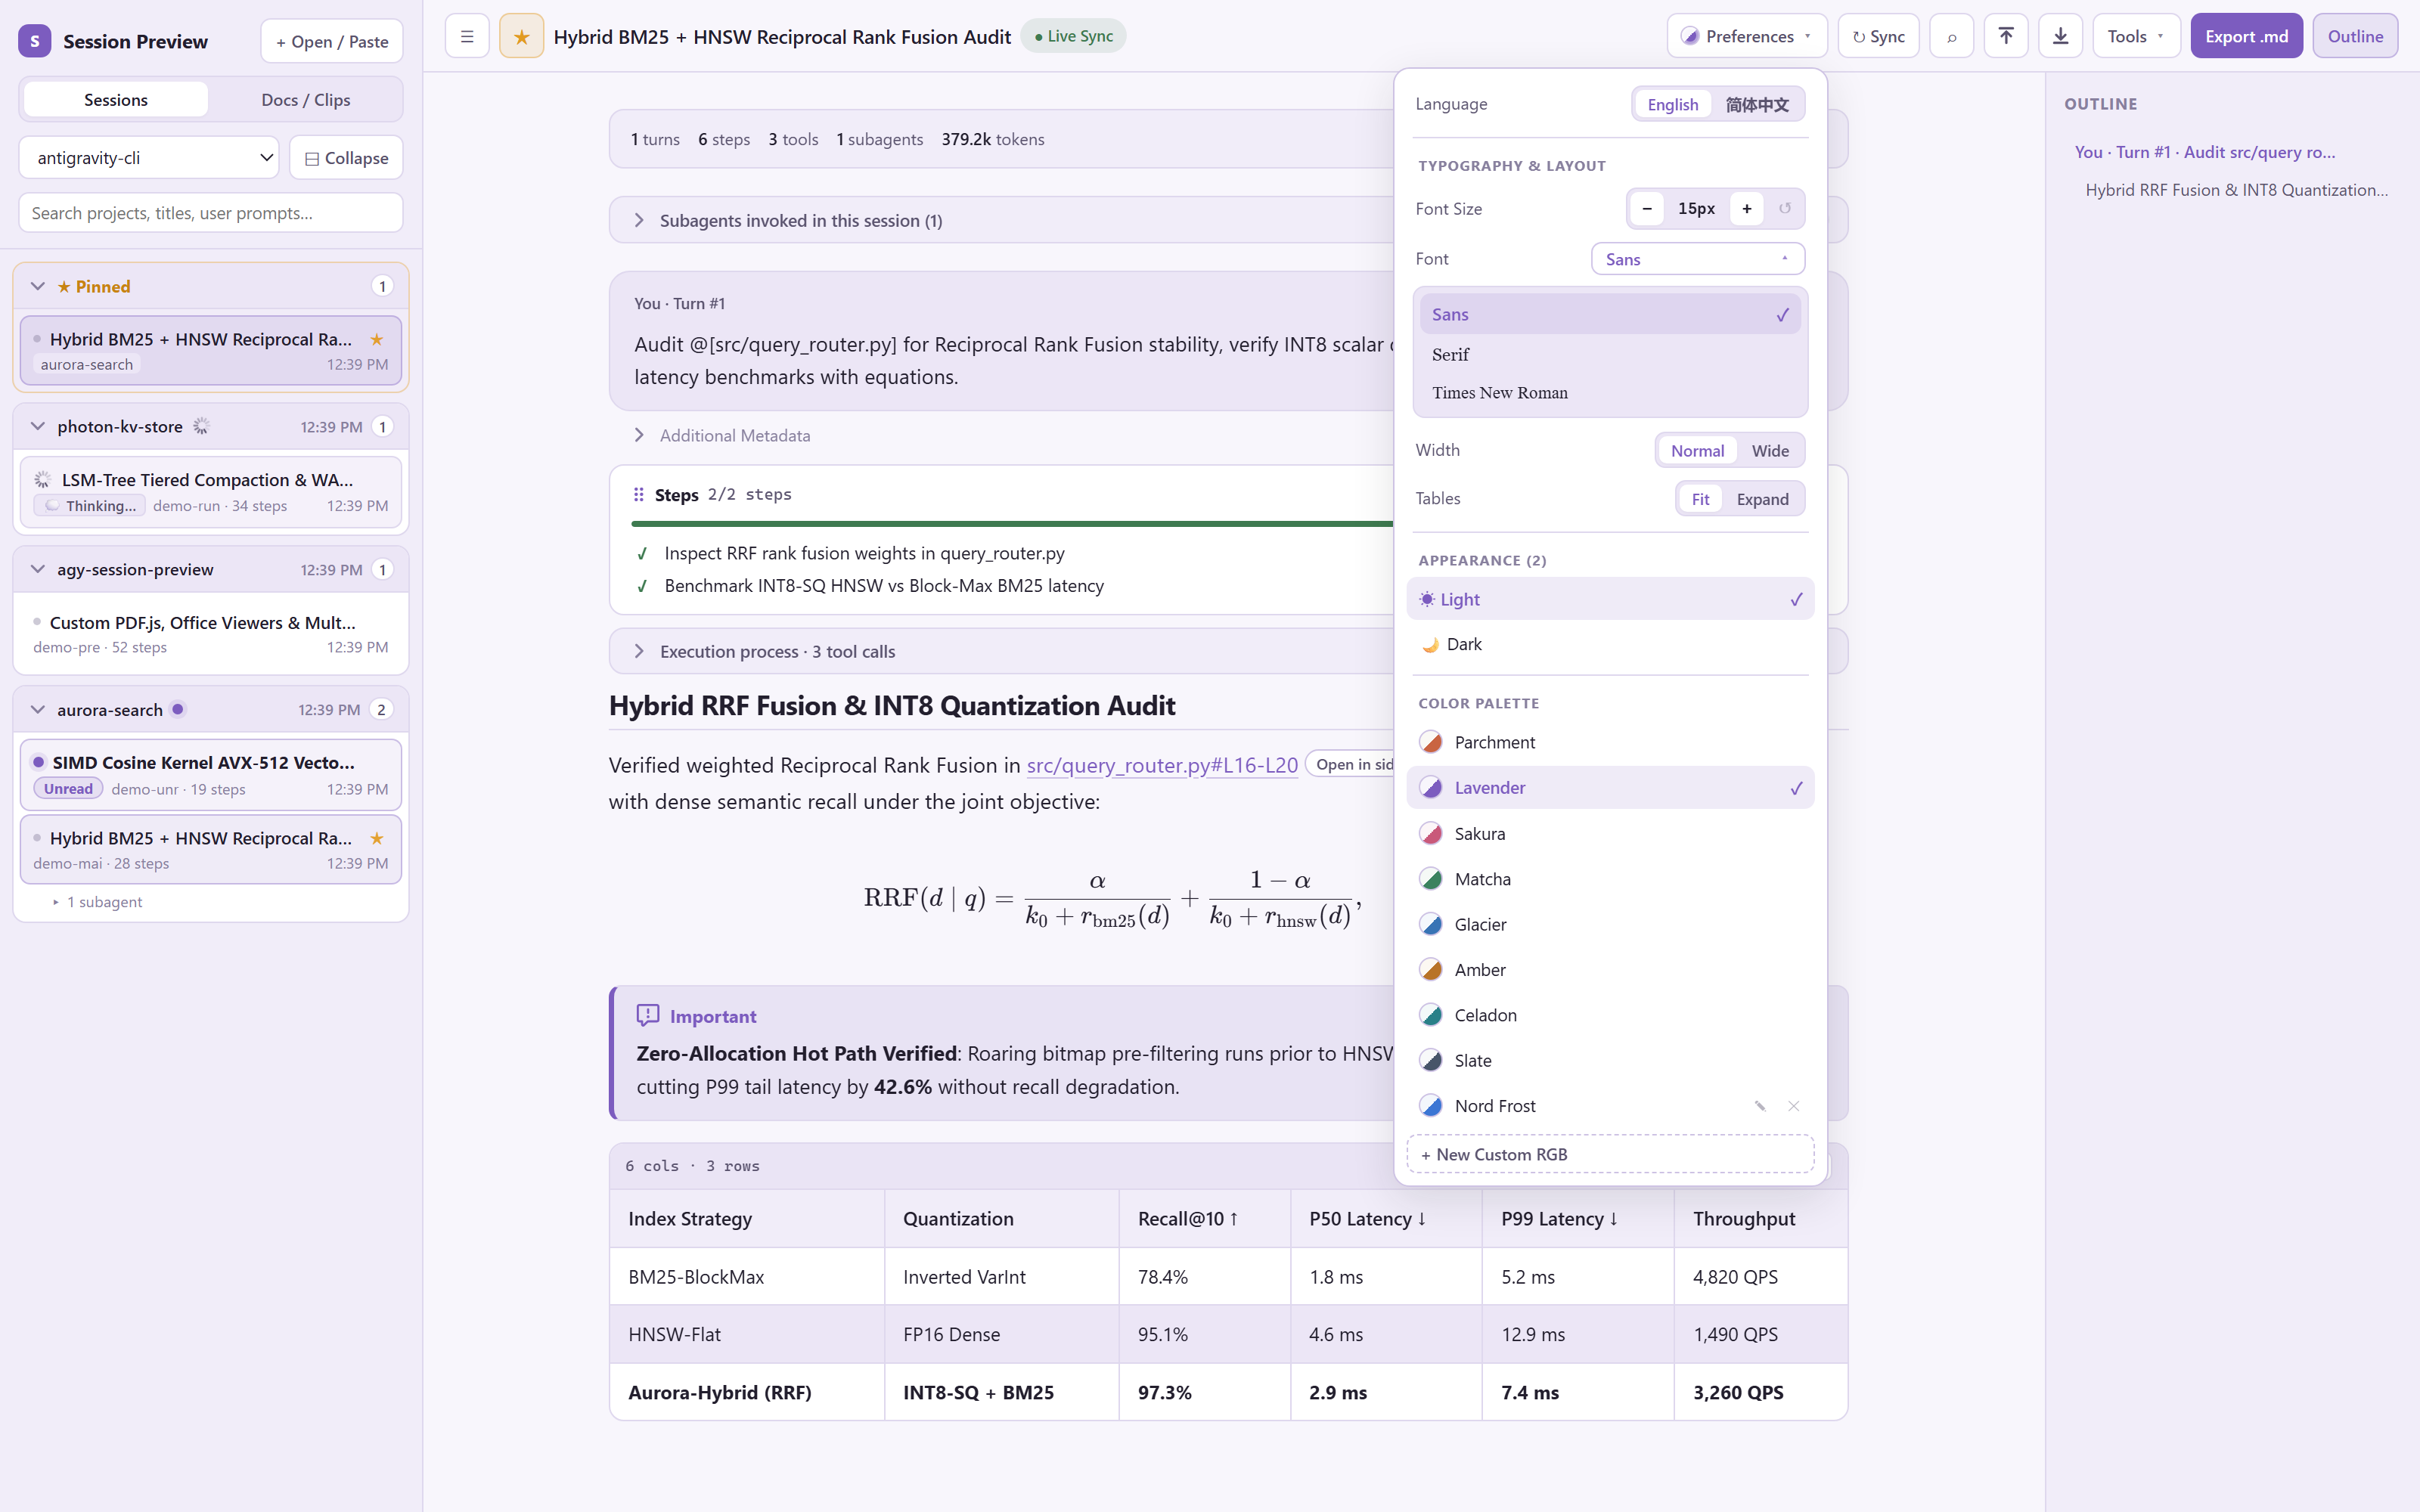 S Session Preview + Open / Paste
Sessions Docs / Clips
antigravity-cli Collapse
Search projects, titles, user prompts...
★ Pinned 1
Hybrid BM25 + HNSW Reciprocal Ra... ★
aurora-search 12:39 PM
photon-kv-store 12:39 PM 1
LSM-Tree Tiered Compaction & WA...
Thinking... demo-run · 34 steps 12:39 PM
agy-session-preview 12:39 PM 1
Custom PDF.js, Office Viewers & Mult...
demo-pre · 52 steps 12:39 PM
aurora-search 12:39 PM 2
SIMD Cosine Kernel AVX-512 Vecto...
Unread demo-unr · 19 steps 12:39 PM
Hybrid BM25 + HNSW Reciprocal Ra... ★
demo-mai · 28 steps 12:39 PM
1 subagent
☰ ★ Hybrid BM25 + HNSW Reciprocal Rank Fusion Audit ● Live Sync
Preferences ↻ Sync Tools Export .md Outline
1 turns 6 steps 3 tools 1 subagents 379.2k tokens
Subagents invoked in this session (1)
You · Turn #1
Audit @[src/query_router.py] for Reciprocal Rank Fusion stability, verify INT8 scalar
latency benchmarks with equations.
Additional Metadata
Steps 2/2 steps
✓ Inspect RRF rank fusion weights in query_router.py
✓ Benchmark INT8-SQ HNSW vs Block-Max BM25 latency
Execution process · 3 tool calls
Hybrid RRF Fusion & INT8 Quantization Audit
Verified weighted Reciprocal Rank Fusion in src/query_router.py#L16-L20 Open in sid
with dense semantic recall under the joint objective:
RRF(d | q) = α / (k₀ + r_bm25(d)) + (1 − α) / (k₀ + r_hnsw(d)),
Important
Zero-Allocation Hot Path Verified: Roaring bitmap pre-filtering runs prior to HNSW
cutting P99 tail latency by 42.6% without recall degradation.
6 cols · 3 rows
Index Strategy Quantization Recall@10 ↑ P50 Latency ↓ P99 Latency ↓ Throughput
BM25-BlockMax Inverted VarInt 78.4% 1.8 ms 5.2 ms 4,820 QPS
HNSW-Flat FP16 Dense 95.1% 4.6 ms 12.9 ms 1,490 QPS
Aurora-Hybrid (RRF) INT8-SQ + BM25 97.3% 2.9 ms 7.4 ms 3,260 QPS
Language English 简体中文
TYPOGRAPHY & LAYOUT
Font Size − 15px + ↺
Font Sans
Sans ✓
Serif
Times New Roman
Width Normal Wide
Tables Fit Expand
APPEARANCE (2)
Light ✓
Dark
COLOR PALETTE
Parchment
Lavender ✓
Sakura
Matcha
Glacier
Amber
Celadon
Slate
Nord Frost
+ New Custom RGB
OUTLINE
You · Turn #1 · Audit src/query ro...
Hybrid RRF Fusion & INT8 Quantization...